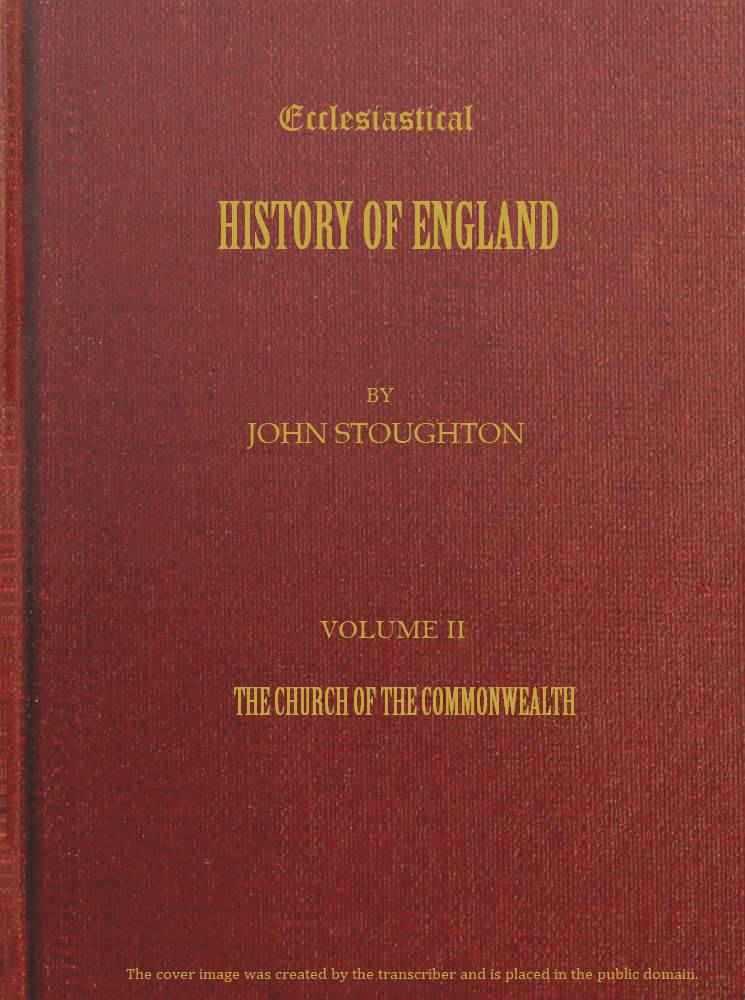 Ecclesiastical
HISTORY OF ENGLAND
BY
JOHN STOUGHTON
VOLUME II
THE CHURCH OF THE COMMONWEALTH
The cover image was created by the transcriber and is placed in the public domain.